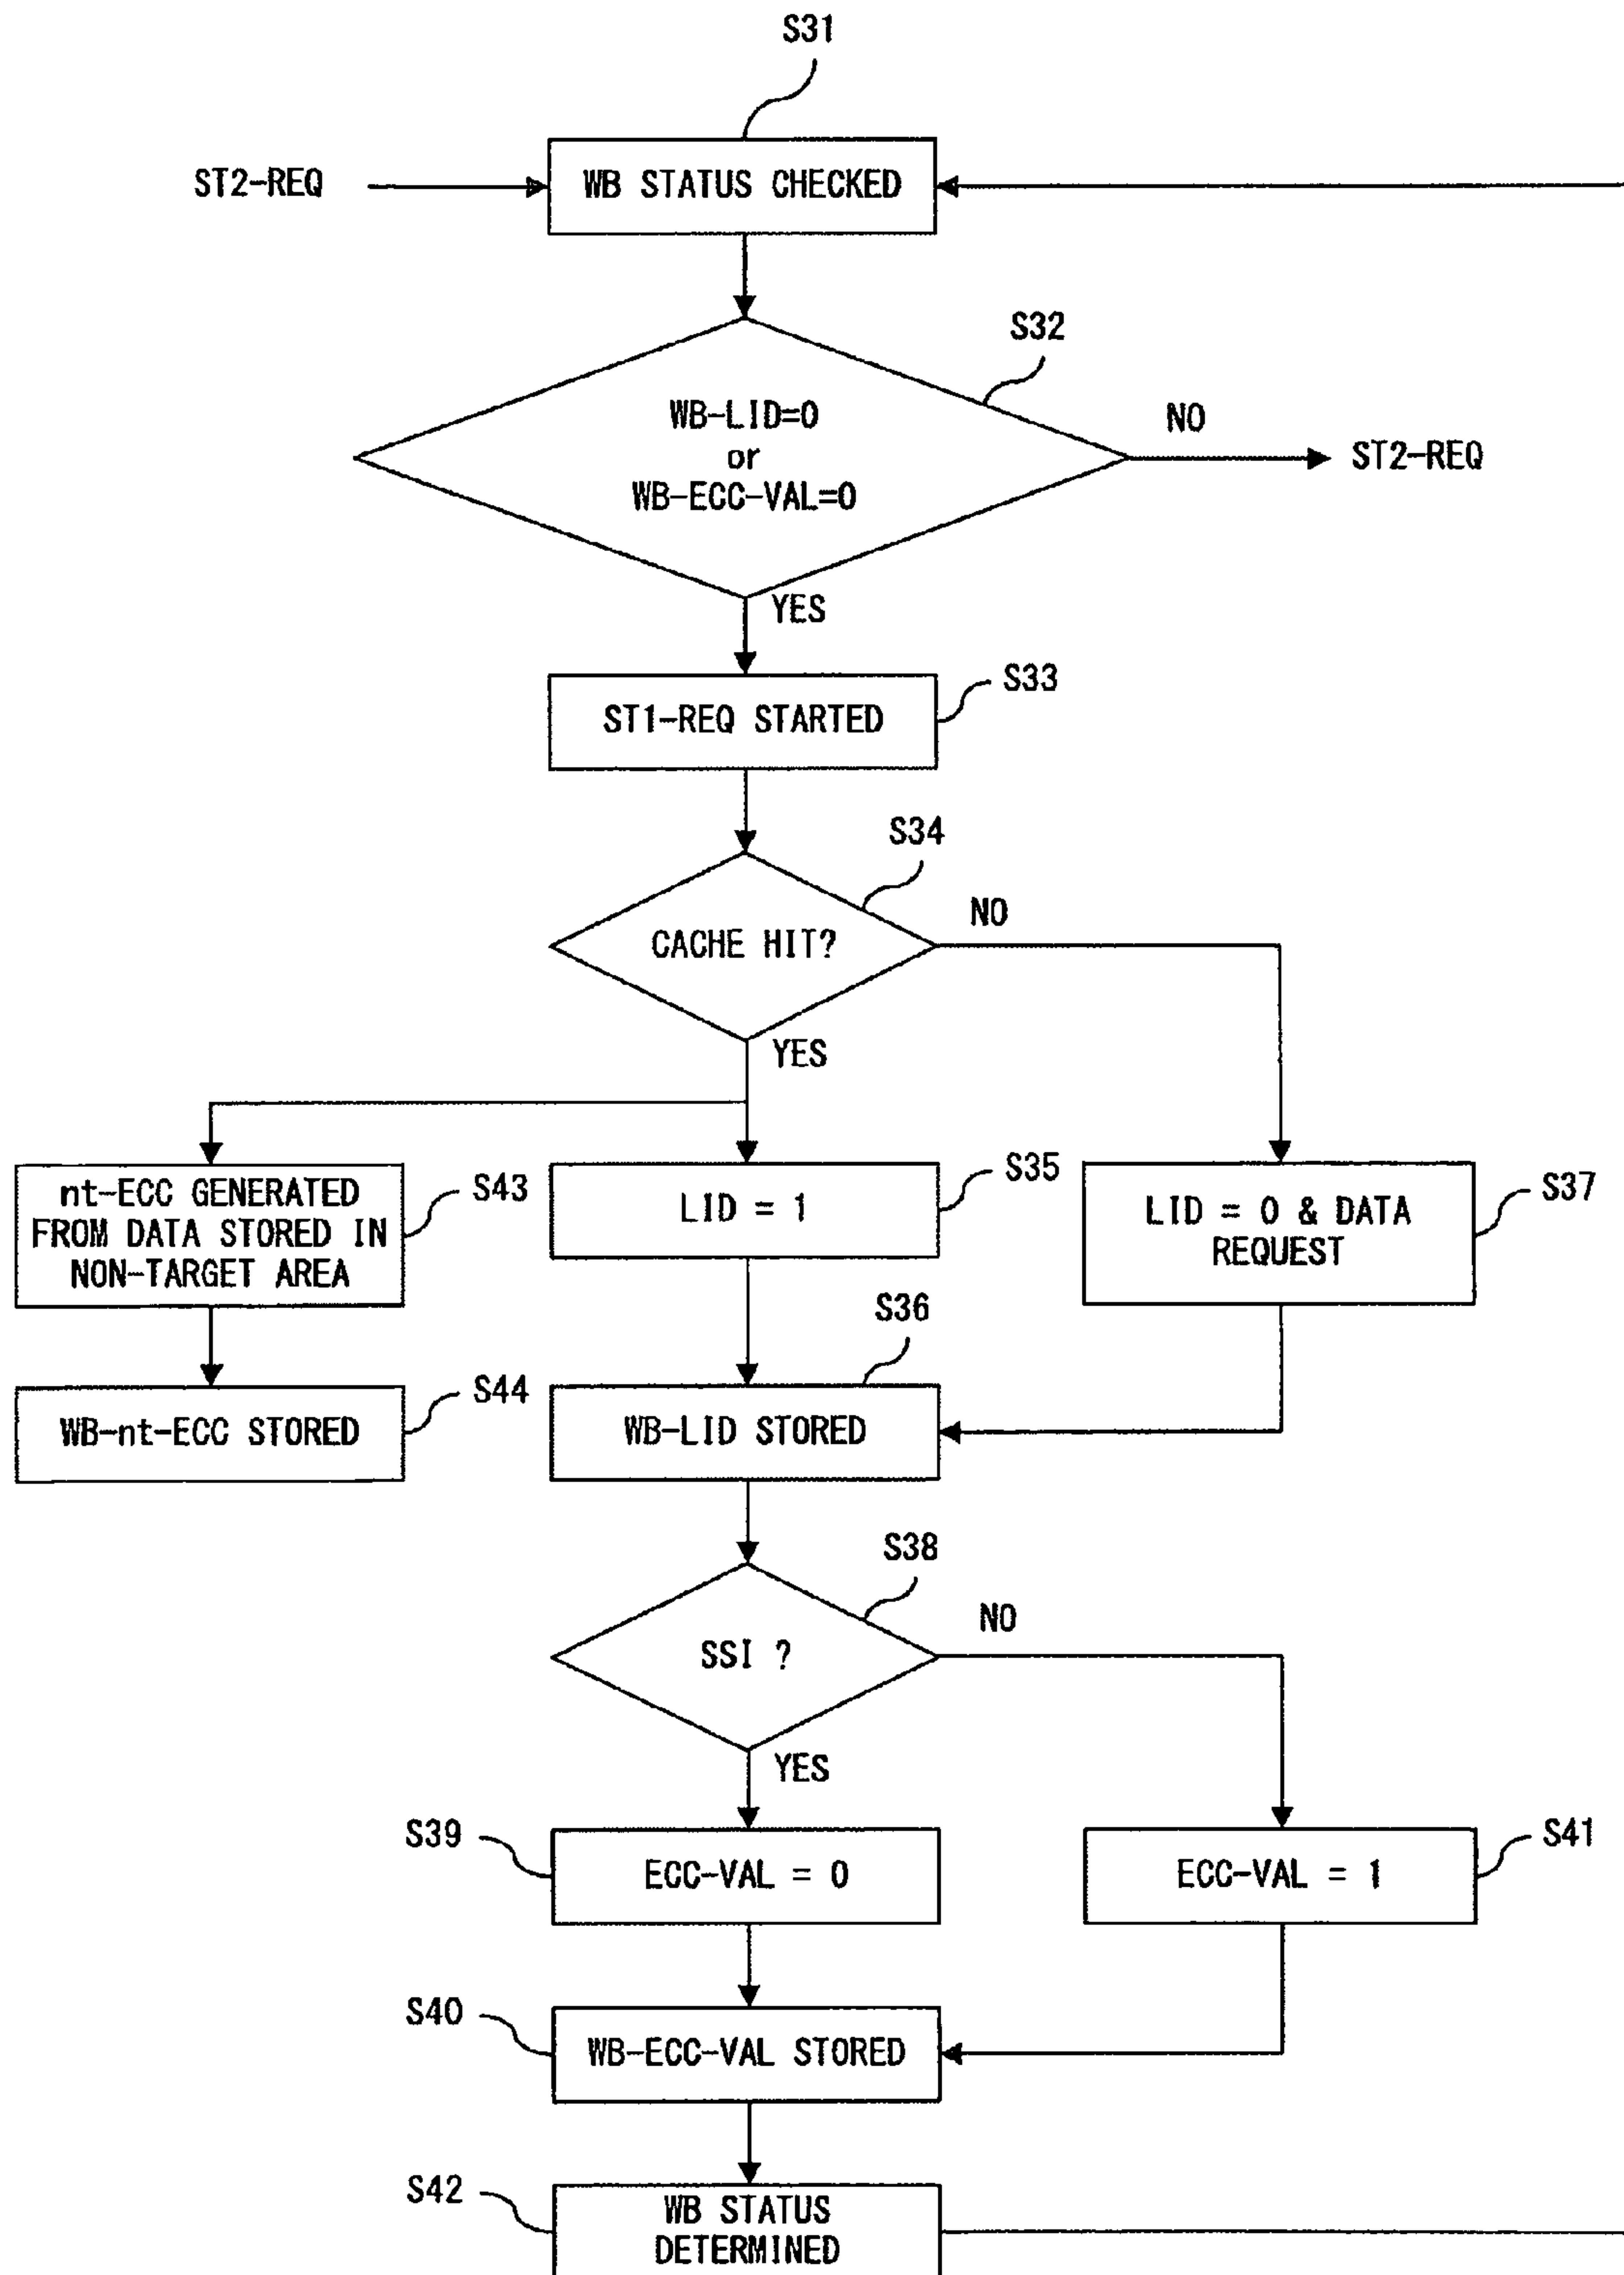 S31
ST2-REQ
WB STATUS CHECKED
S32
WB-LID=0
or
WB-ECC-VAL=0
NO
ST2-REQ
YES
S33
ST1-REQ STARTED
S34
CACHE HIT?
NO
YES
nt-ECC GENERATED
FROM DATA STORED IN
NON-TARGET AREA
S43
LID = 1
S35
LID = 0 & DATA
REQUEST
S37
S36
WB-nt-ECC STORED
S44
WB-LID STORED
S38
SSI ?
NO
YES
S39
ECC-VAL = 0
ECC-VAL = 1
S41
S40
WB-ECC-VAL STORED
S42
WB STATUS
DETERMINED